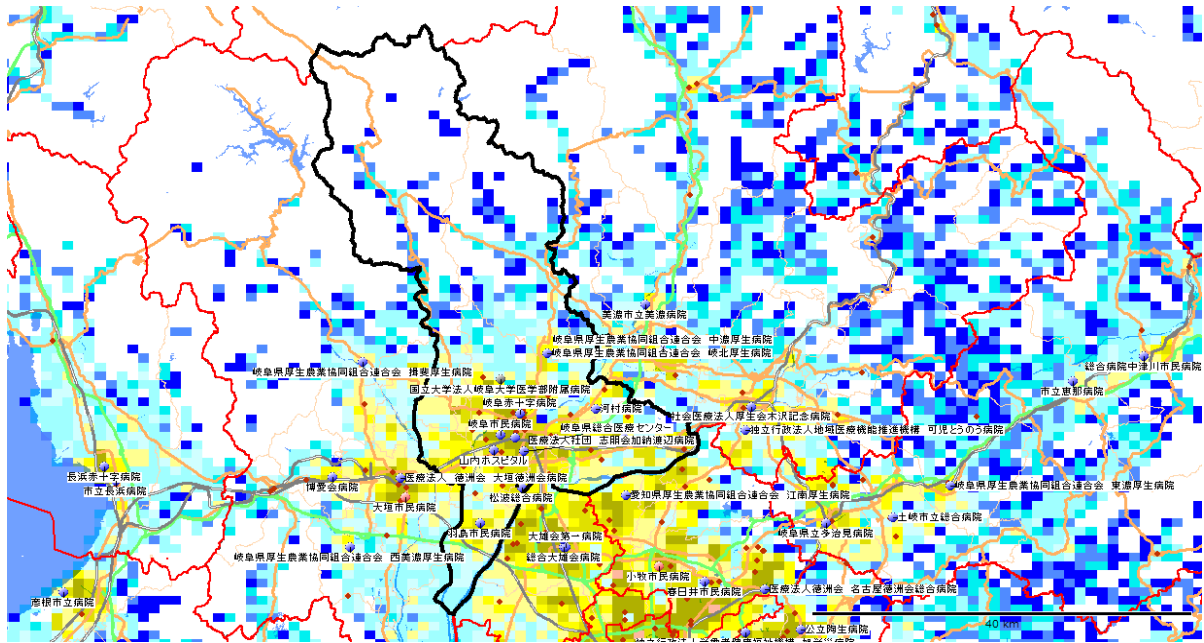 美濃市立美濃病院
岐阜県厚生農業協同組合連合会 中濃厚生病院
岐阜県厚生農業協同組合連合会 岐北厚生病院
総合病院中津川市民病院
岐阜県厚生農業協同組合連合会 揖斐厚生病院
国立大学法人岐阜大学医学部附属病院
市立恵那病院
岐阜赤十字病院
河村病院
社会医療法人厚生会木沢記念病院
岐阜市民病院
岐阜県総合医療センター
独立行政法人地域医療機能推進機構 可児とうのう病院
医療法人社団 志朋会加納渡辺病院
山内ホスピタル
長浜赤十字病院
医療法人 徳洲会 大垣徳洲会病院
博愛会病院
岐阜県厚生農業協同組合連合会 東濃厚生病院
市立長浜病院
松波総合病院
愛知県厚生農業協同組合連合会 江南厚生病院
大垣市民病院
土岐市立総合病院
羽島市民病院
大雄会第一病院
岐阜県立多治見病院
総合大雄会病院
岐阜県厚生農業協同組合連合会 西美濃厚生病院
小牧市民病院
春日井市民病院
医療法人徳洲会 名古屋徳洲会総合病院
彦根市立病院
40 km
公立陶生病院